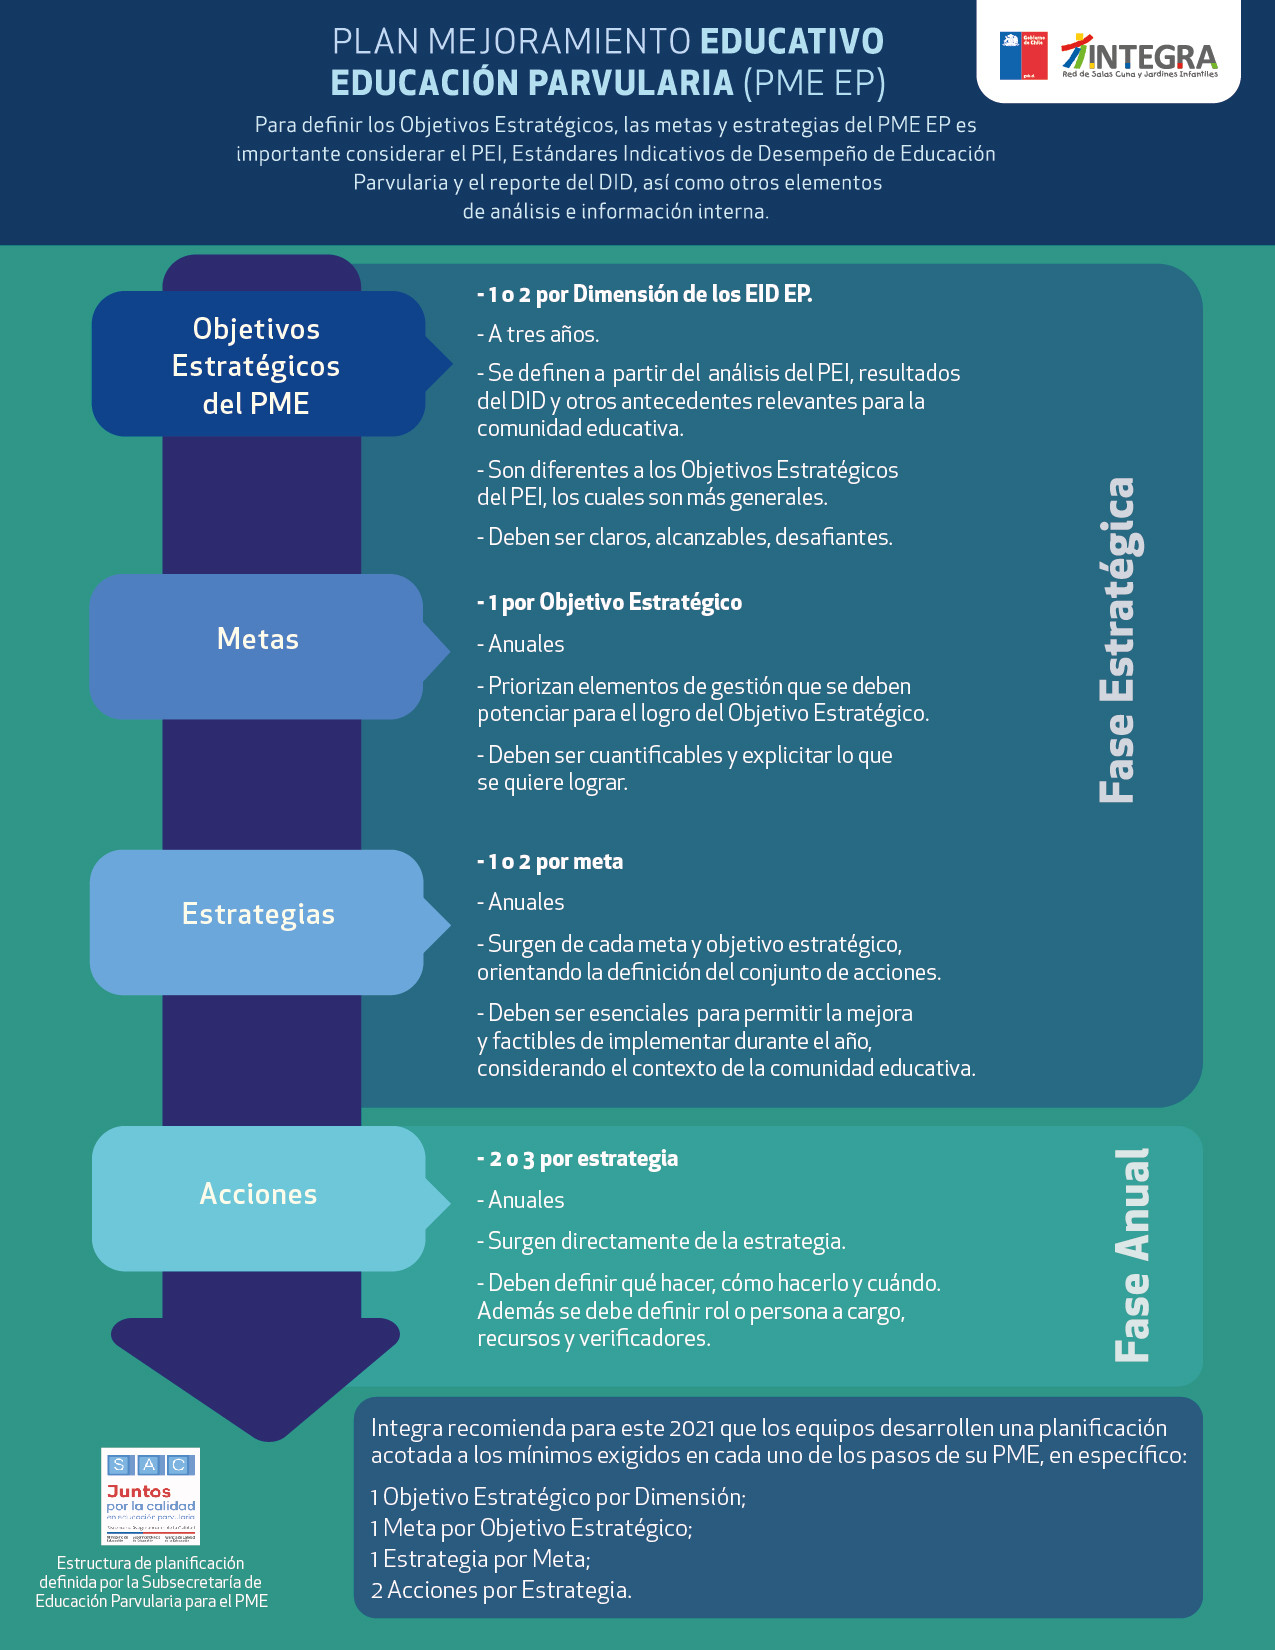 PLAN MEJORAMIENTO EDUCATIVO
EDUCACIÓN PARVULARIA (PME EP)
Para definir los Objetivos Estratégicos, las metas y estrategias del PME EP es
importante considerar el PEI, Estándares Indicativos de Desempeño de Educación
Parvularia y el reporte del DID, así como otros elementos
de análisis e información interna.
Gobierno
de Chile
INTEGRA
Red de Salas Cuna y Jardines Infantiles
Objetivos
Estratégicos
del PME
- 1 o 2 por Dimensión de los EID EP.
- A tres años.
- Se definen a partir del análisis del PEI, resultados
del DID y otros antecedentes relevantes para la
comunidad educativa.
- Son diferentes a los Objetivos Estratégicos
del PEI, los cuales son más generales.
- Deben ser claros, alcanzables, desafiantes.
Metas
- 1 por Objetivo Estratégico
- Anuales
- Priorizan elementos de gestión que se deben
potenciar para el logro del Objetivo Estratégico.
- Deben ser cuantificables y explicitar lo que
se quiere lograr.
Estrategias
- 1 o 2 por meta
- Anuales
- Surgen de cada meta y objetivo estratégico,
orientando la definición del conjunto de acciones.
- Deben ser esenciales para permitir la mejora
y factibles de implementar durante el año,
considerando el contexto de la comunidad educativa.
Fase Estratégica
Acciones
- 2 o 3 por estrategia
- Anuales
- Surgen directamente de la estrategia.
- Deben definir qué hacer, cómo hacerlo y cuándo.
Además se debe definir rol o persona a cargo,
recursos y verificadores.
Fase Anual
Integra recomienda para este 2021 que los equipos desarrollen una planificación
acotada a los mínimos exigidos en cada uno de los pasos de su PME, en específico:
1 Objetivo Estratégico por Dimensión;
1 Meta por Objetivo Estratégico;
1 Estrategia por Meta;
2 Acciones por Estrategia.
SAC
Juntos
por la calidad
en educación parvularia
Estructura de planificación
definida por la Subsecretaría de
Educación Parvularia para el PME